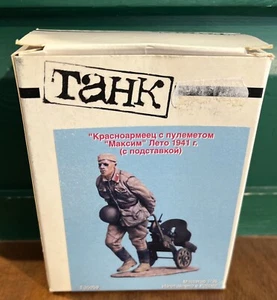 Танк
"Красноармеец с пулеметом
"Максим" Лето 1941 г.
(с подставкой)